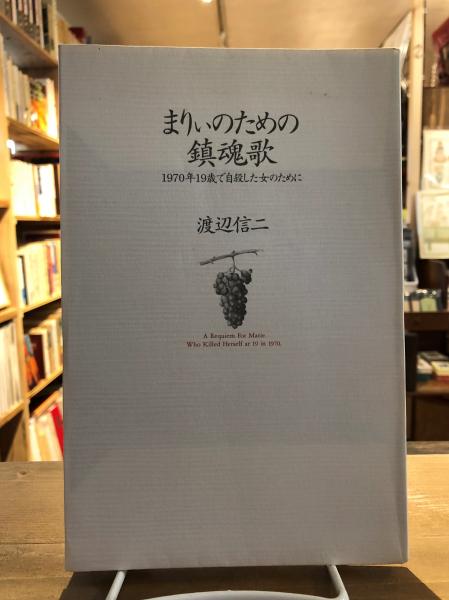 まりぃのための
鎮魂歌
1970年19歳で自殺した女のために
渡辺信二
A Requiem For Marie
Who Killed Herself at 19 in 1970.